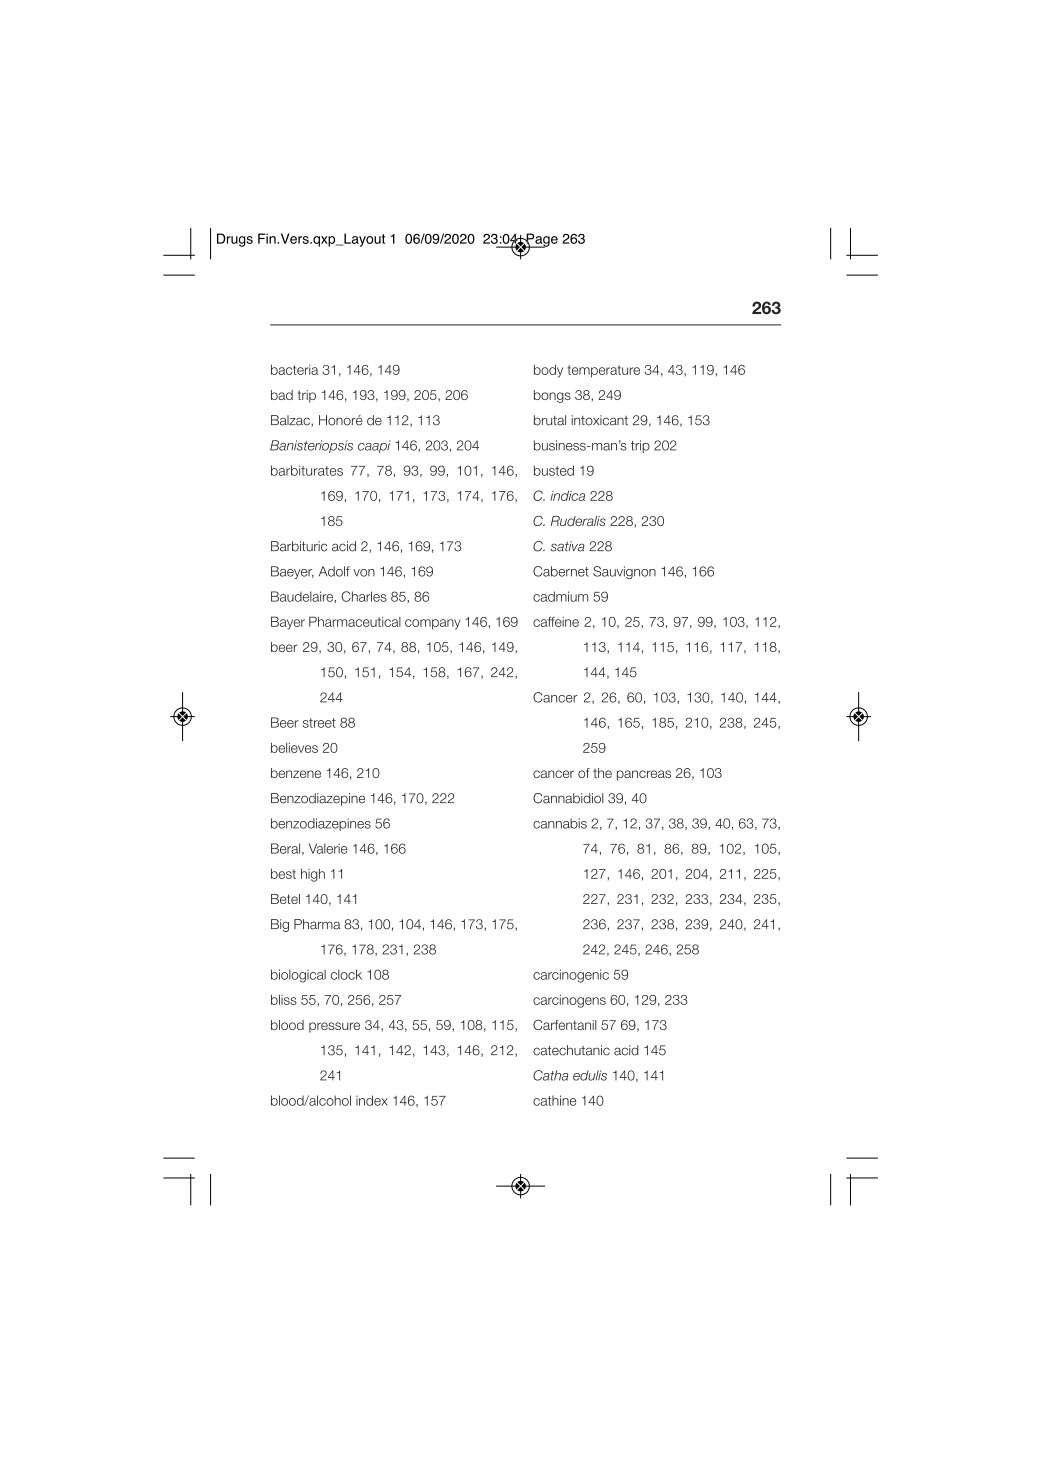 Drugs Fin.Vers.qxp_Layout 1 06/09/2020 23:04 Page 263
263
bacteria 31, 146, 149
bad trip 146, 193, 199, 205, 206
Balzac, Honoré de 112, 113
Banisteriopsis caapi 146, 203, 204
barbiturates 77, 78, 93, 99, 101, 146,
169, 170, 171, 173, 174, 176,
185
Barbituric acid 2, 146, 169, 173
Baeyer, Adolf von 146, 169
Baudelaire, Charles 85, 86
Bayer Pharmaceutical company 146, 169
beer 29, 30, 67, 74, 88, 105, 146, 149,
150, 151, 154, 158, 167, 242,
244
Beer street 88
believes 20
benzene 146, 210
Benzodiazepine 146, 170, 222
benzodiazepines 56
Beral, Valerie 146, 166
best high 11
Betel 140, 141
Big Pharma 83, 100, 104, 146, 173, 175,
176, 178, 231, 238
biological clock 108
bliss 55, 70, 256, 257
blood pressure 34, 43, 55, 59, 108, 115,
135, 141, 142, 143, 146, 212,
241
blood/alcohol index 146, 157
body temperature 34, 43, 119, 146
bongs 38, 249
brutal intoxicant 29, 146, 153
business-man's trip 202
busted 19
C. indica 228
C. Ruderalis 228, 230
C. sativa 228
Cabernet Sauvignon 146, 166
cadmium 59
caffeine 2, 10, 25, 73, 97, 99, 103, 112,
113, 114, 115, 116, 117, 118,
144, 145
Cancer 2, 26, 60, 103, 130, 140, 144,
146, 165, 185, 210, 238, 245,
259
cancer of the pancreas 26, 103
Cannabidiol 39, 40
cannabis 2, 7, 12, 37, 38, 39, 40, 63, 73,
74, 76, 81, 86, 89, 102, 105,
127, 146, 201, 204, 211, 225,
227, 231, 232, 233, 234, 235,
236, 237, 238, 239, 240, 241,
242, 245, 246, 258
carcinogenic 59
carcinogens 60, 129, 233
Carfentanil 57 69, 173
catechutanic acid 145
Catha edulis 140, 141
cathine 140